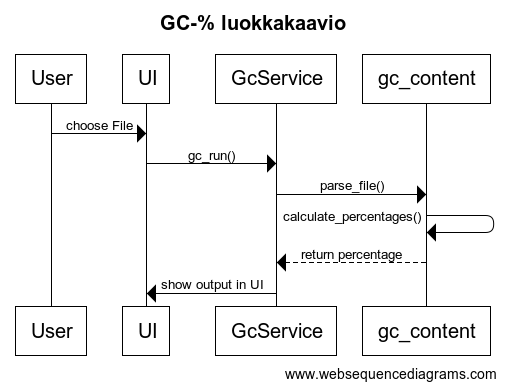 GC-% luokkakaavio
User
UI
GcService
gc_content
choose File
gc_run()
parse_file()
calculate_percentages()
return percentage
show output in UI
User
UI
GcService
gc_content
www.websequencediagrams.com